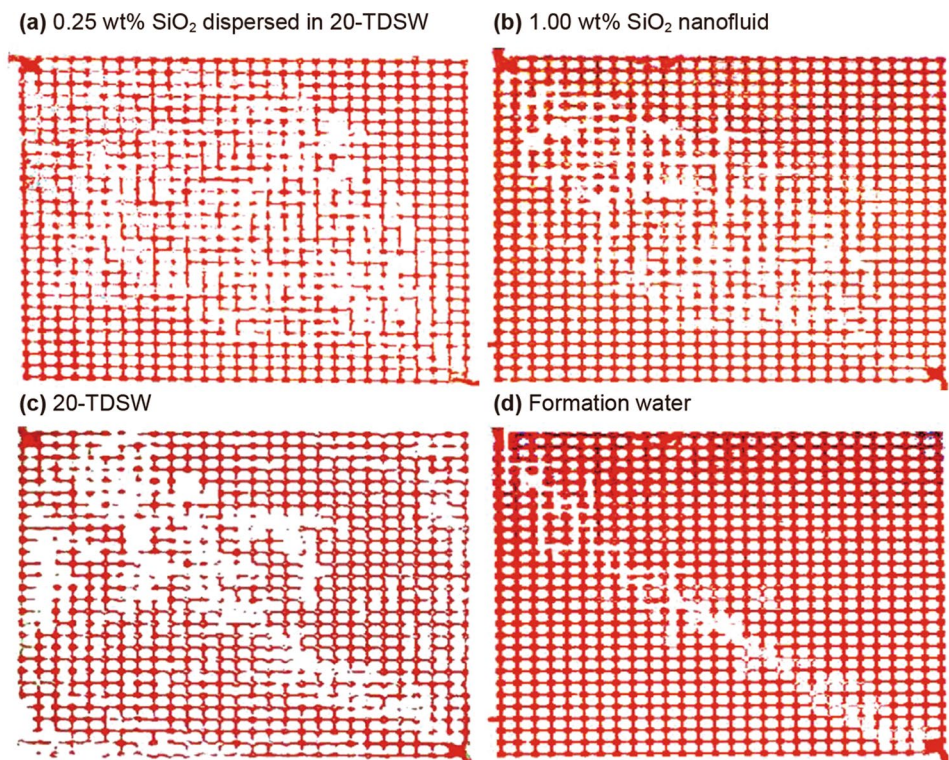 (a) 0.25 wt% SiO₂ dispersed in 20-TDSW
(b) 1.00 wt% SiO₂ nanofluid
(c) 20-TDSW
(d) Formation water